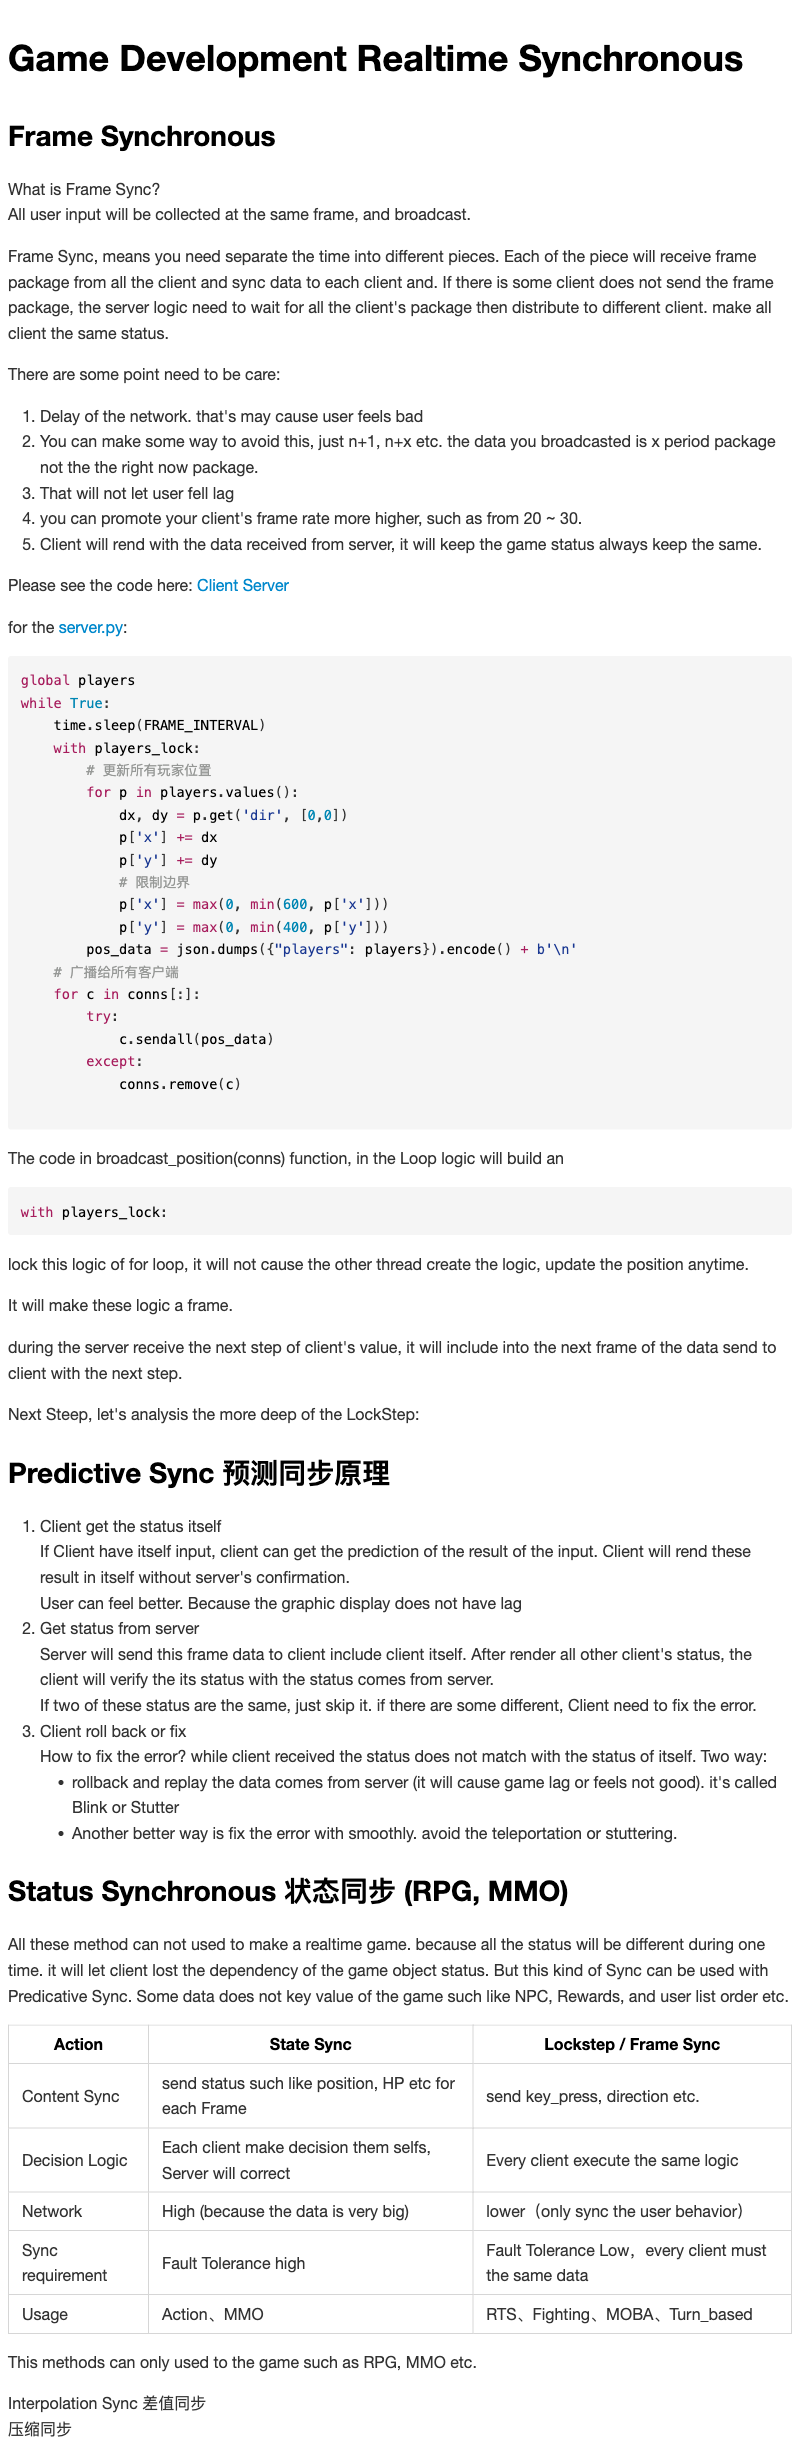 Game Development Realtime Synchronous
Frame Synchronous
What is Frame Sync?
All user input will be collected at the same frame, and broadcast.
Frame Sync, means you need separate the time into different pieces. Each of the piece will receive frame
package from all the client and sync data to each client and. If there is some client does not send the frame
package, the server logic need to wait for all the client's package then distribute to different client. make all
client the same status.
There are some point need to be care:
1. Delay of the network. that's may cause user feels bad
2. You can make some way to avoid this, just n+1, n+x etc. the data you broadcasted is x period package
not the the right now package.
3. That will not let user fell lag
4. you can promote your client's frame rate more higher, such as from 20 ~ 30.
5. Client will rend with the data received from server, it will keep the game status always keep the same.
Please see the code here: Client Server
for the server.py:
global players
while True:
    time.sleep(FRAME_INTERVAL)
    with players_lock:
        # 更新所有玩家位置
        for p in players.values():
            dx, dy = p.get('dir', [0,0])
            p['x'] += dx
            p['y'] += dy
            # 限制边界
            p['x'] = max(0, min(600, p['x']))
            p['y'] = max(0, min(400, p['y']))
        pos_data = json.dumps({"players": players}).encode() + b'\n'
    # 广播给所有客户端
    for c in conns[:]:
        try:
            c.sendall(pos_data)
        except:
            conns.remove(c)
The code in broadcast_position(conns) function, in the Loop logic will build an
with players_lock:
lock this logic of for loop, it will not cause the other thread create the logic, update the position anytime.
It will make these logic a frame.
during the server receive the next step of client's value, it will include into the next frame of the data send to
client with the next step.
Next Steep, let's analysis the more deep of the LockStep:
Predictive Sync 预测同步原理
1. Client get the status itself
If Client have itself input, client can get the prediction of the result of the input. Client will rend these
result in itself without server's confirmation.
User can feel better. Because the graphic display does not have lag
2. Get status from server
Server will send this frame data to client include client itself. After render all other client's status, the
client will verify the its status with the status comes from server.
If two of these status are the same, just skip it. if there are some different, Client need to fix the error.
3. Client roll back or fix
How to fix the error? while client received the status does not match with the status of itself. Two way:
• rollback and replay the data comes from server (it will cause game lag or feels not good). it's called
Blink or Stutter
• Another better way is fix the error with smoothly. avoid the teleportation or stuttering.
Status Synchronous 状态同步 (RPG, MMO)
All these method can not used to make a realtime game. because all the status will be different during one
time. it will let client lost the dependency of the game object status. But this kind of Sync can be used with
Predicative Sync. Some data does not key value of the game such like NPC, Rewards, and user list order etc.
Action State Sync Lockstep / Frame Sync
Content Sync send status such like position, HP etc for each Frame send key_press, direction etc.
Decision Logic Each client make decision them selfs, Server will correct Every client execute the same logic
Network High (because the data is very big) lower（only sync the user behavior）
Sync requirement Fault Tolerance high Fault Tolerance Low，every client must the same data
Usage Action、MMO RTS、Fighting、MOBA、Turn_based
This methods can only used to the game such as RPG, MMO etc.
Interpolation Sync 差值同步
压缩同步